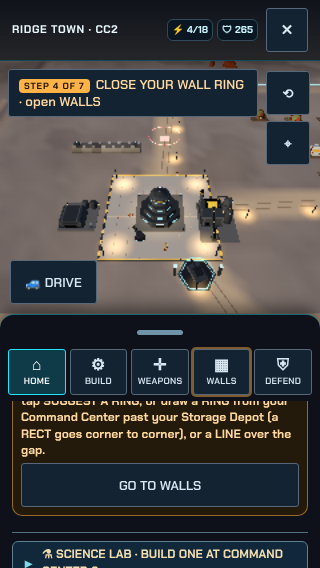 RIDGE TOWN · CC2
⚡ 4/18
🛡 265
✕
STEP 4 OF 7 CLOSE YOUR WALL RING
· open WALLS
🚙 DRIVE
HOME
BUILD
WEAPONS
WALLS
DEFEND
tap SUGGEST A RING, or draw a RING from your
Command Center past your Storage Depot (a
RECT goes corner to corner), or a LINE over the
gap.
GO TO WALLS
▶ ⚗ SCIENCE LAB · BUILD ONE AT COMMAND